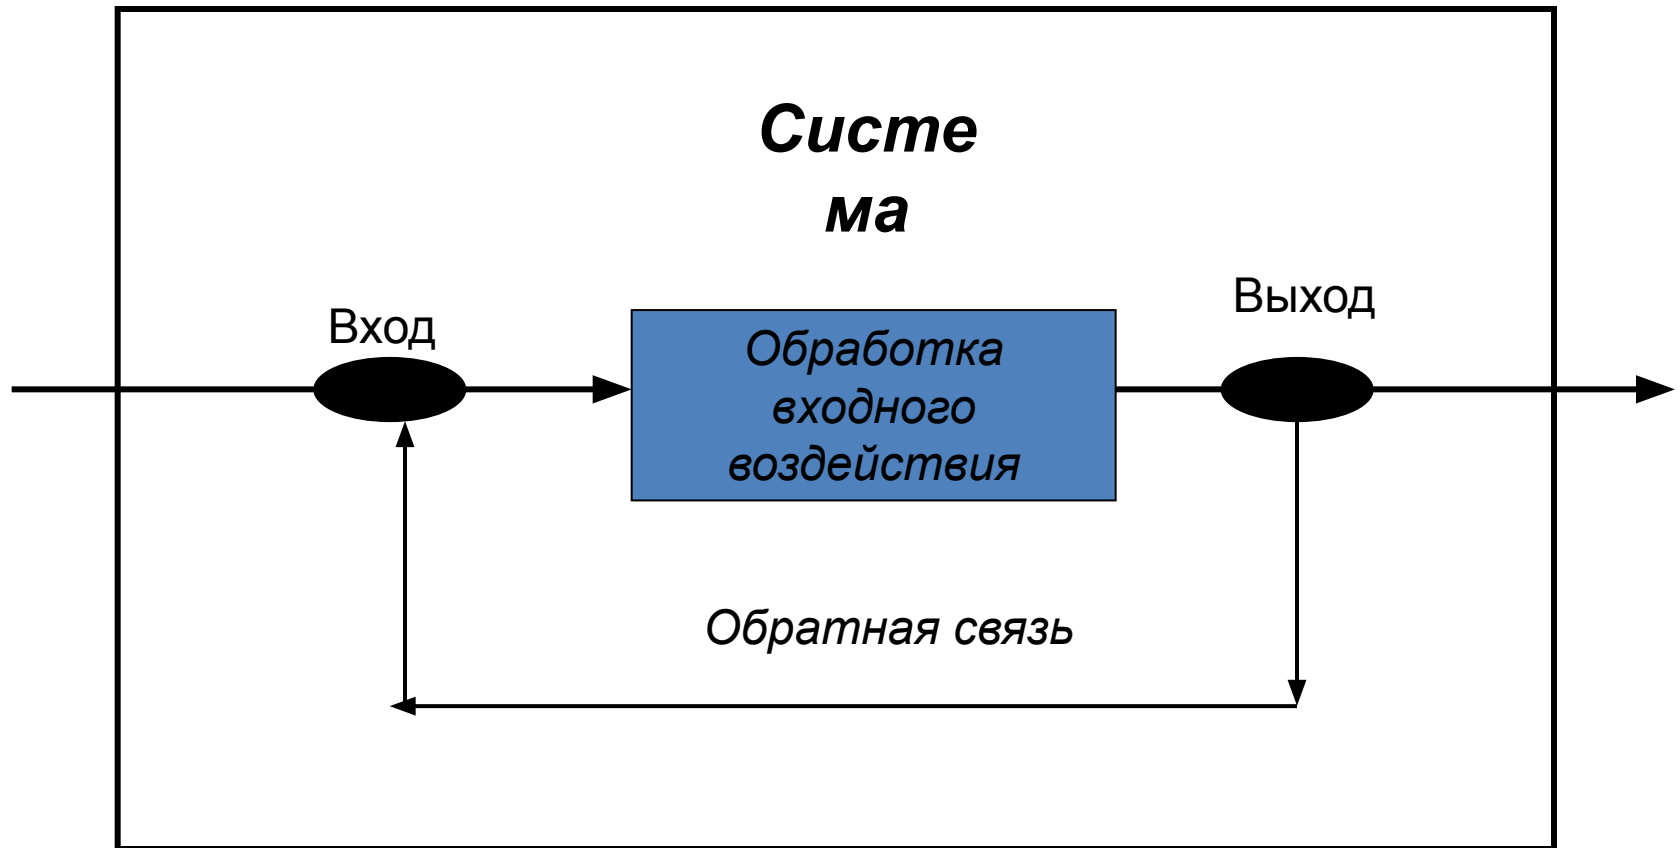 Систе
ма
Вход
Выход
Обработка
входного
воздействия
Обратная связь